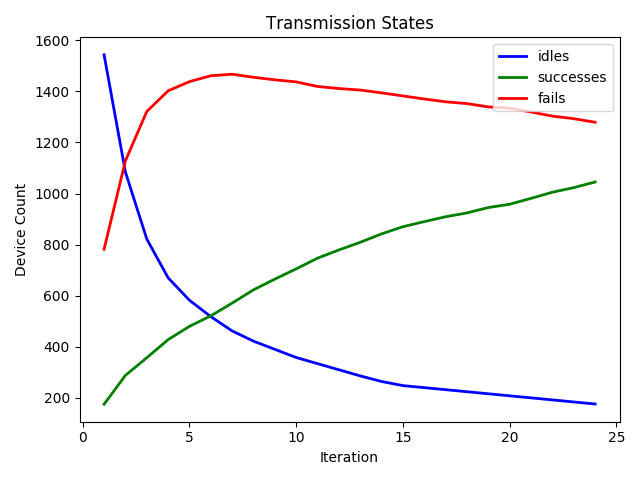 Transmission States
1600
1400
1200
1000
800
600
400
200
Device Count
0 5 10 15 20 25
Iteration
idles
successes
fails